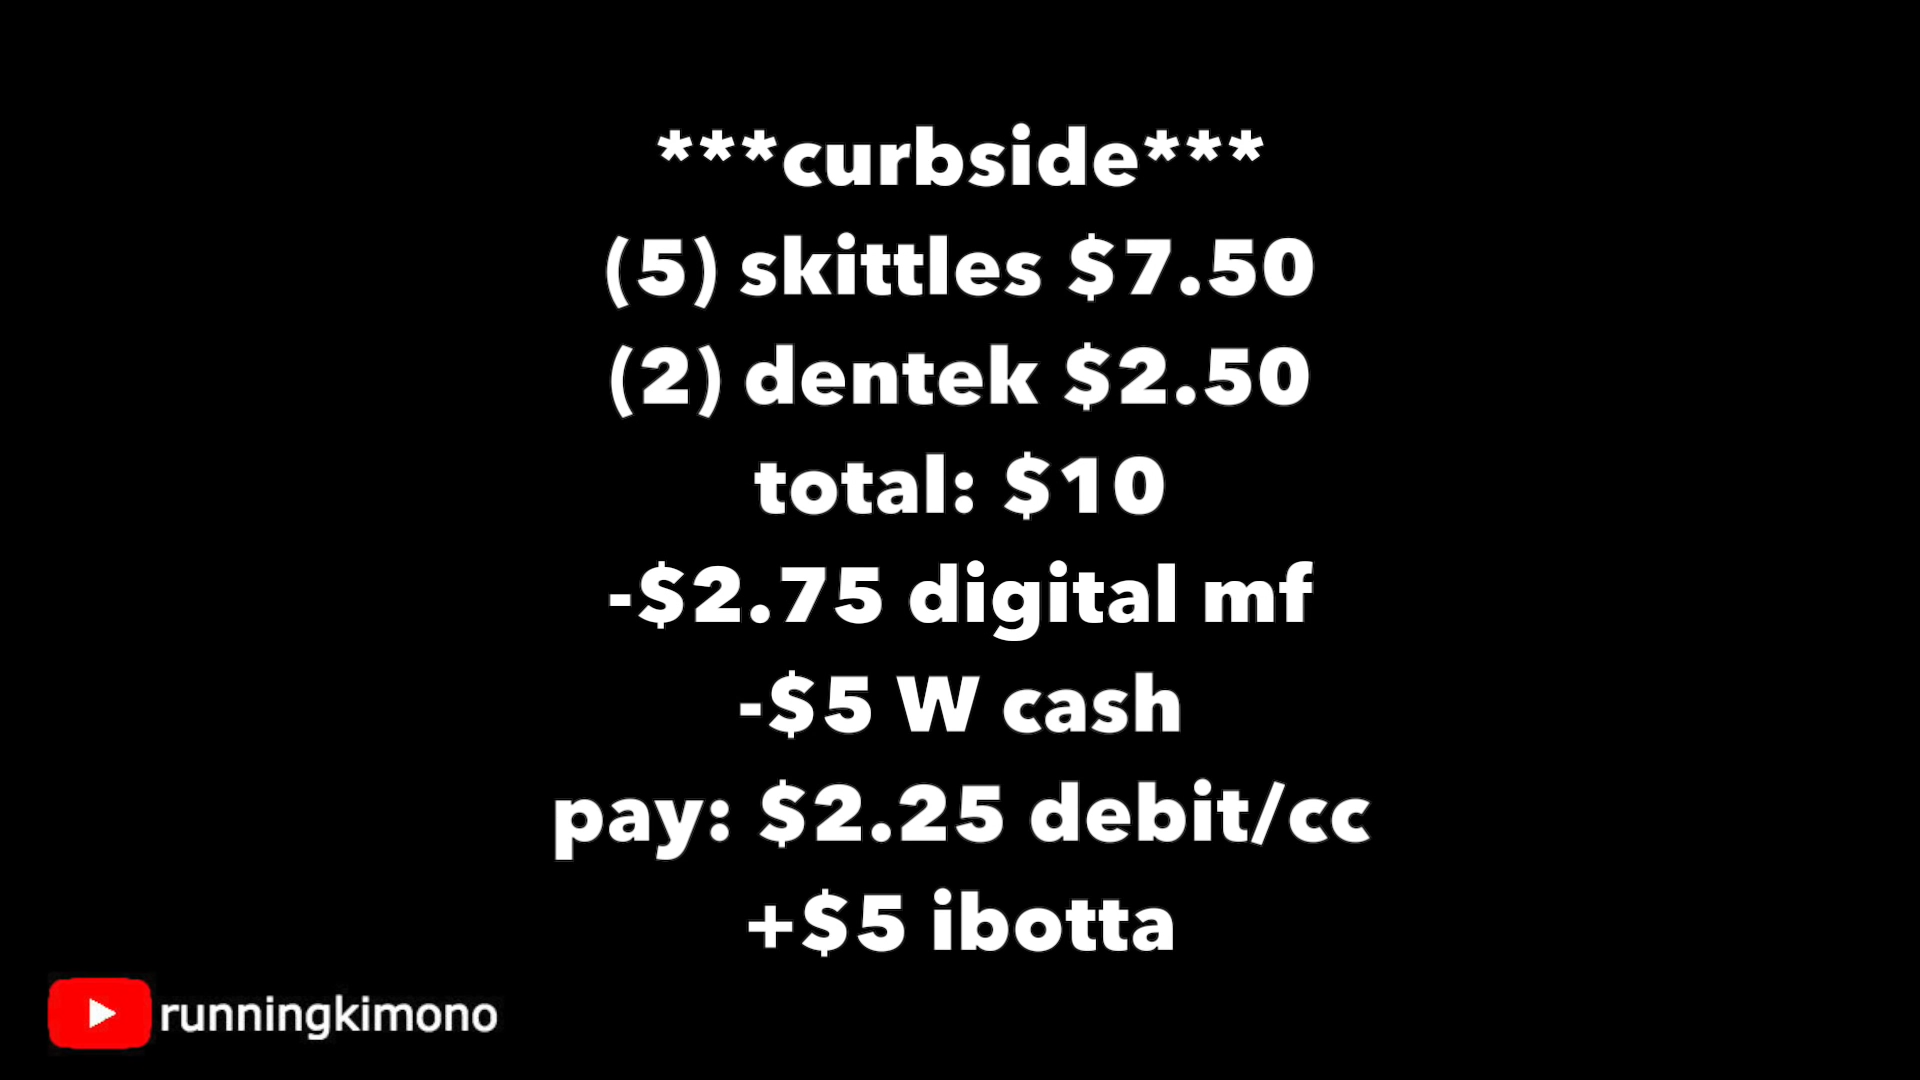 ***curbside***
(5) skittles $7.50
(2) dentek $2.50
total: $10
-$2.75 digital mf
-$5 W cash
pay: $2.25 debit/cc
+$5 ibotta
runningkimono